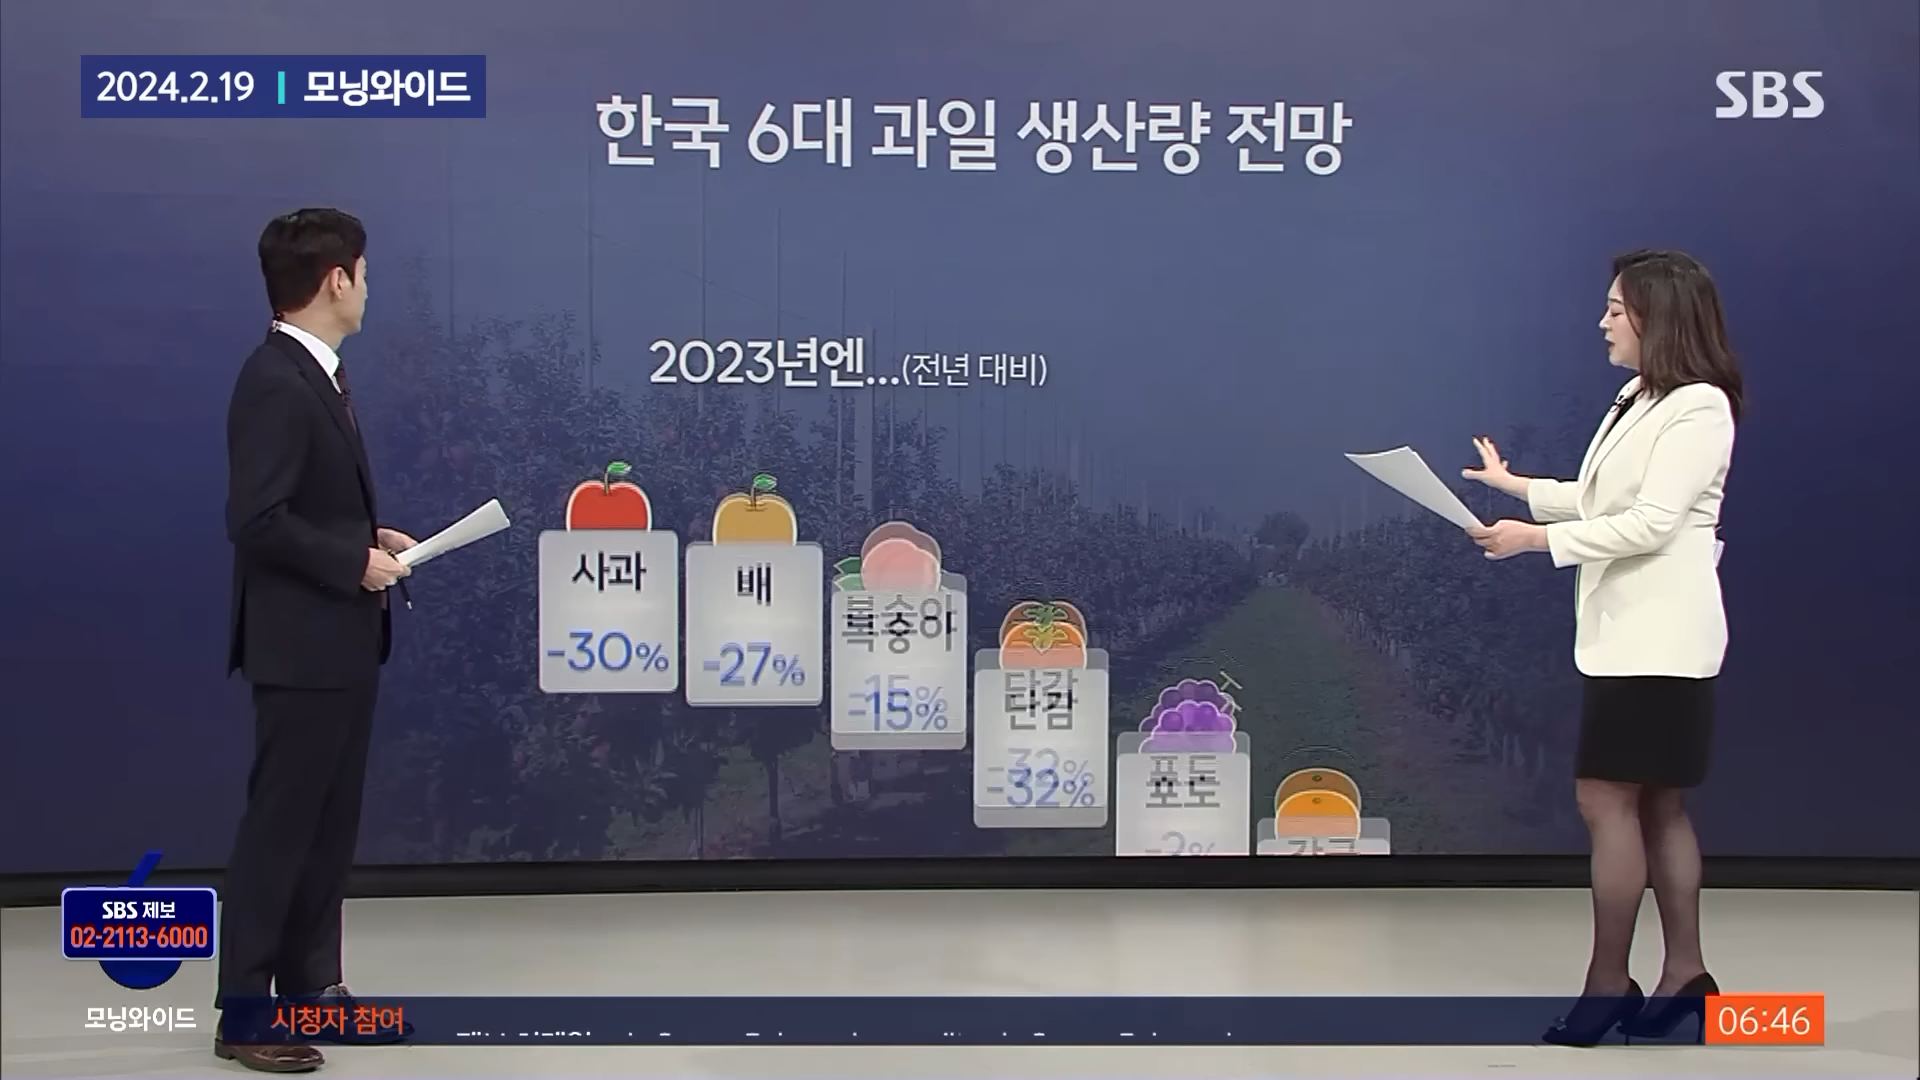 2024.2.19 | 모닝와이드
SBS
한국 6대 과일 생산량 전망
2023년엔...(전년 대비)
사과
-30%
배
-27%
복숭아
-15%
단감
-32%
포도
SBS 제보
02-2113-6000
모닝와이드
시청자 참여
06:46